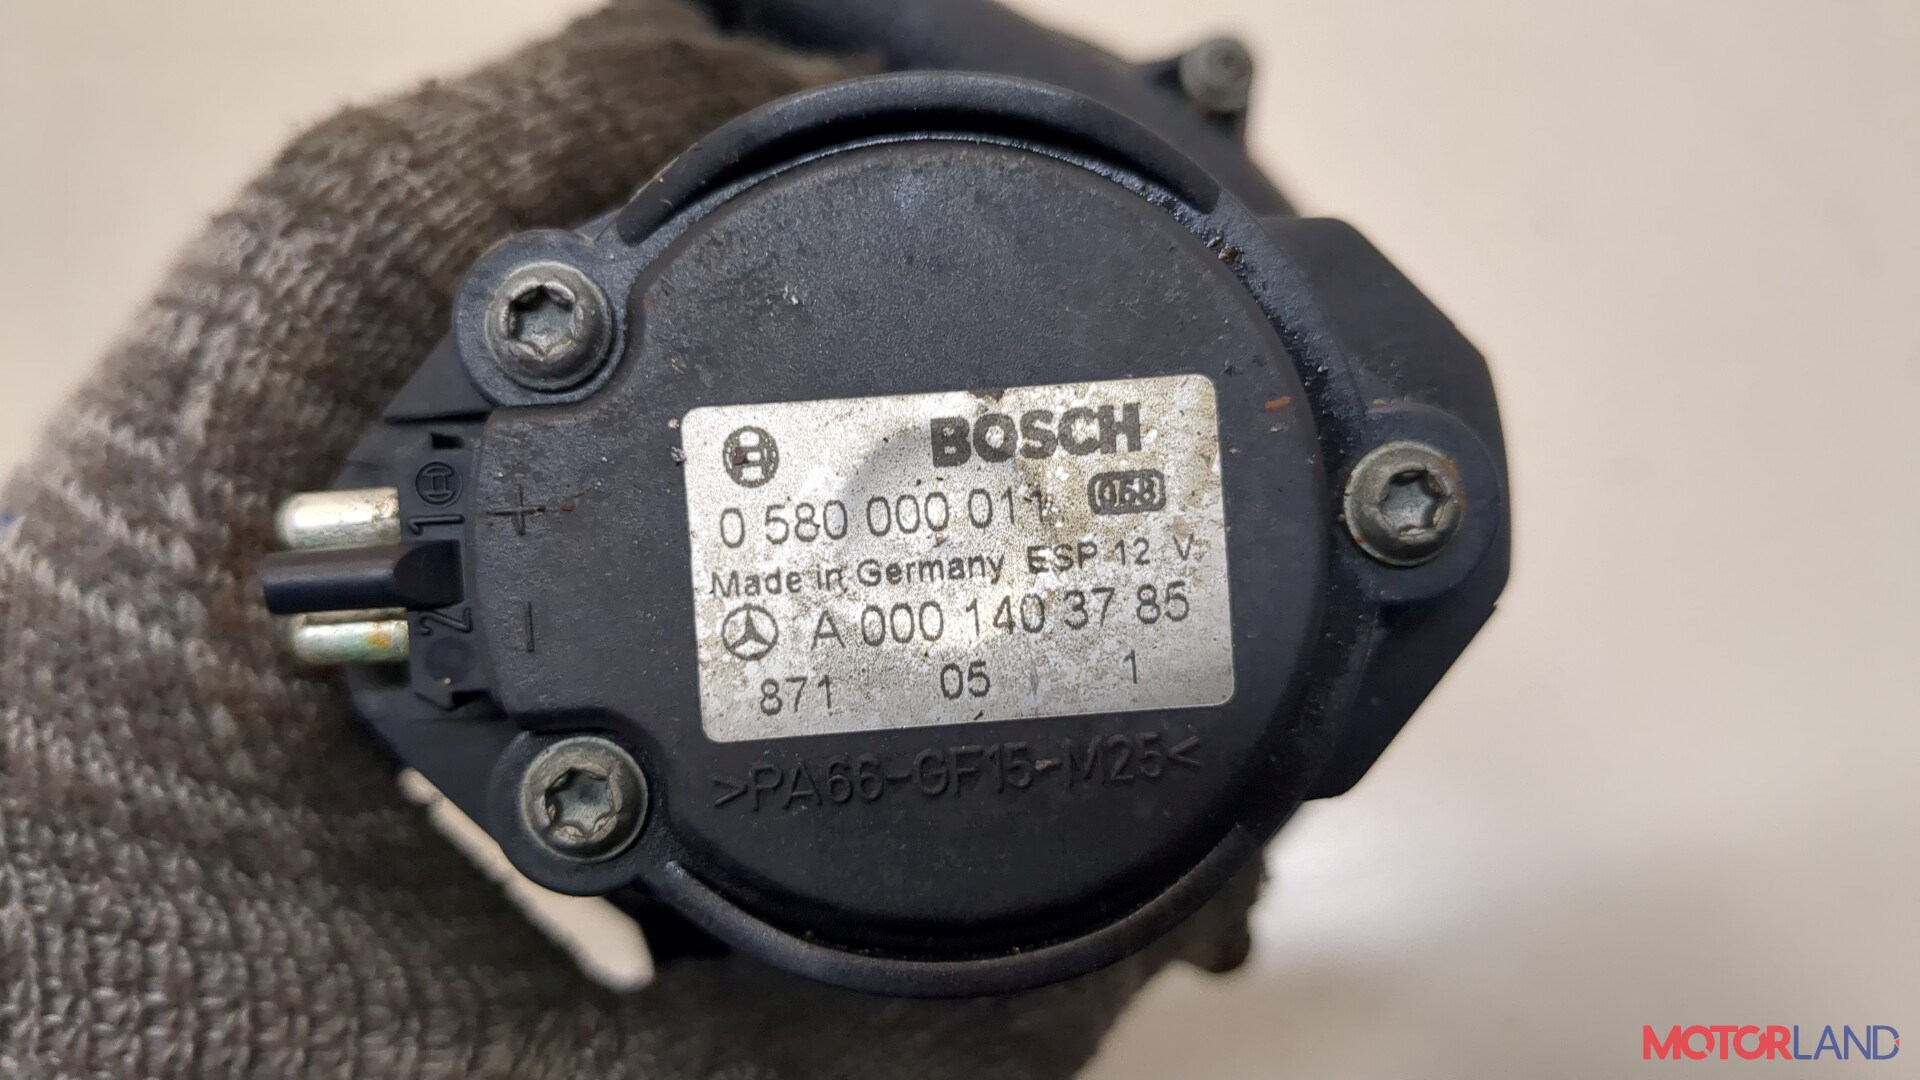 BOSCH
0 580 000 011 068
Made in Germany ESP 12 V
A 000 140 37 85
871 05 1
>PA66-GF15-M25<
1 +
2 -
MOTORLAND